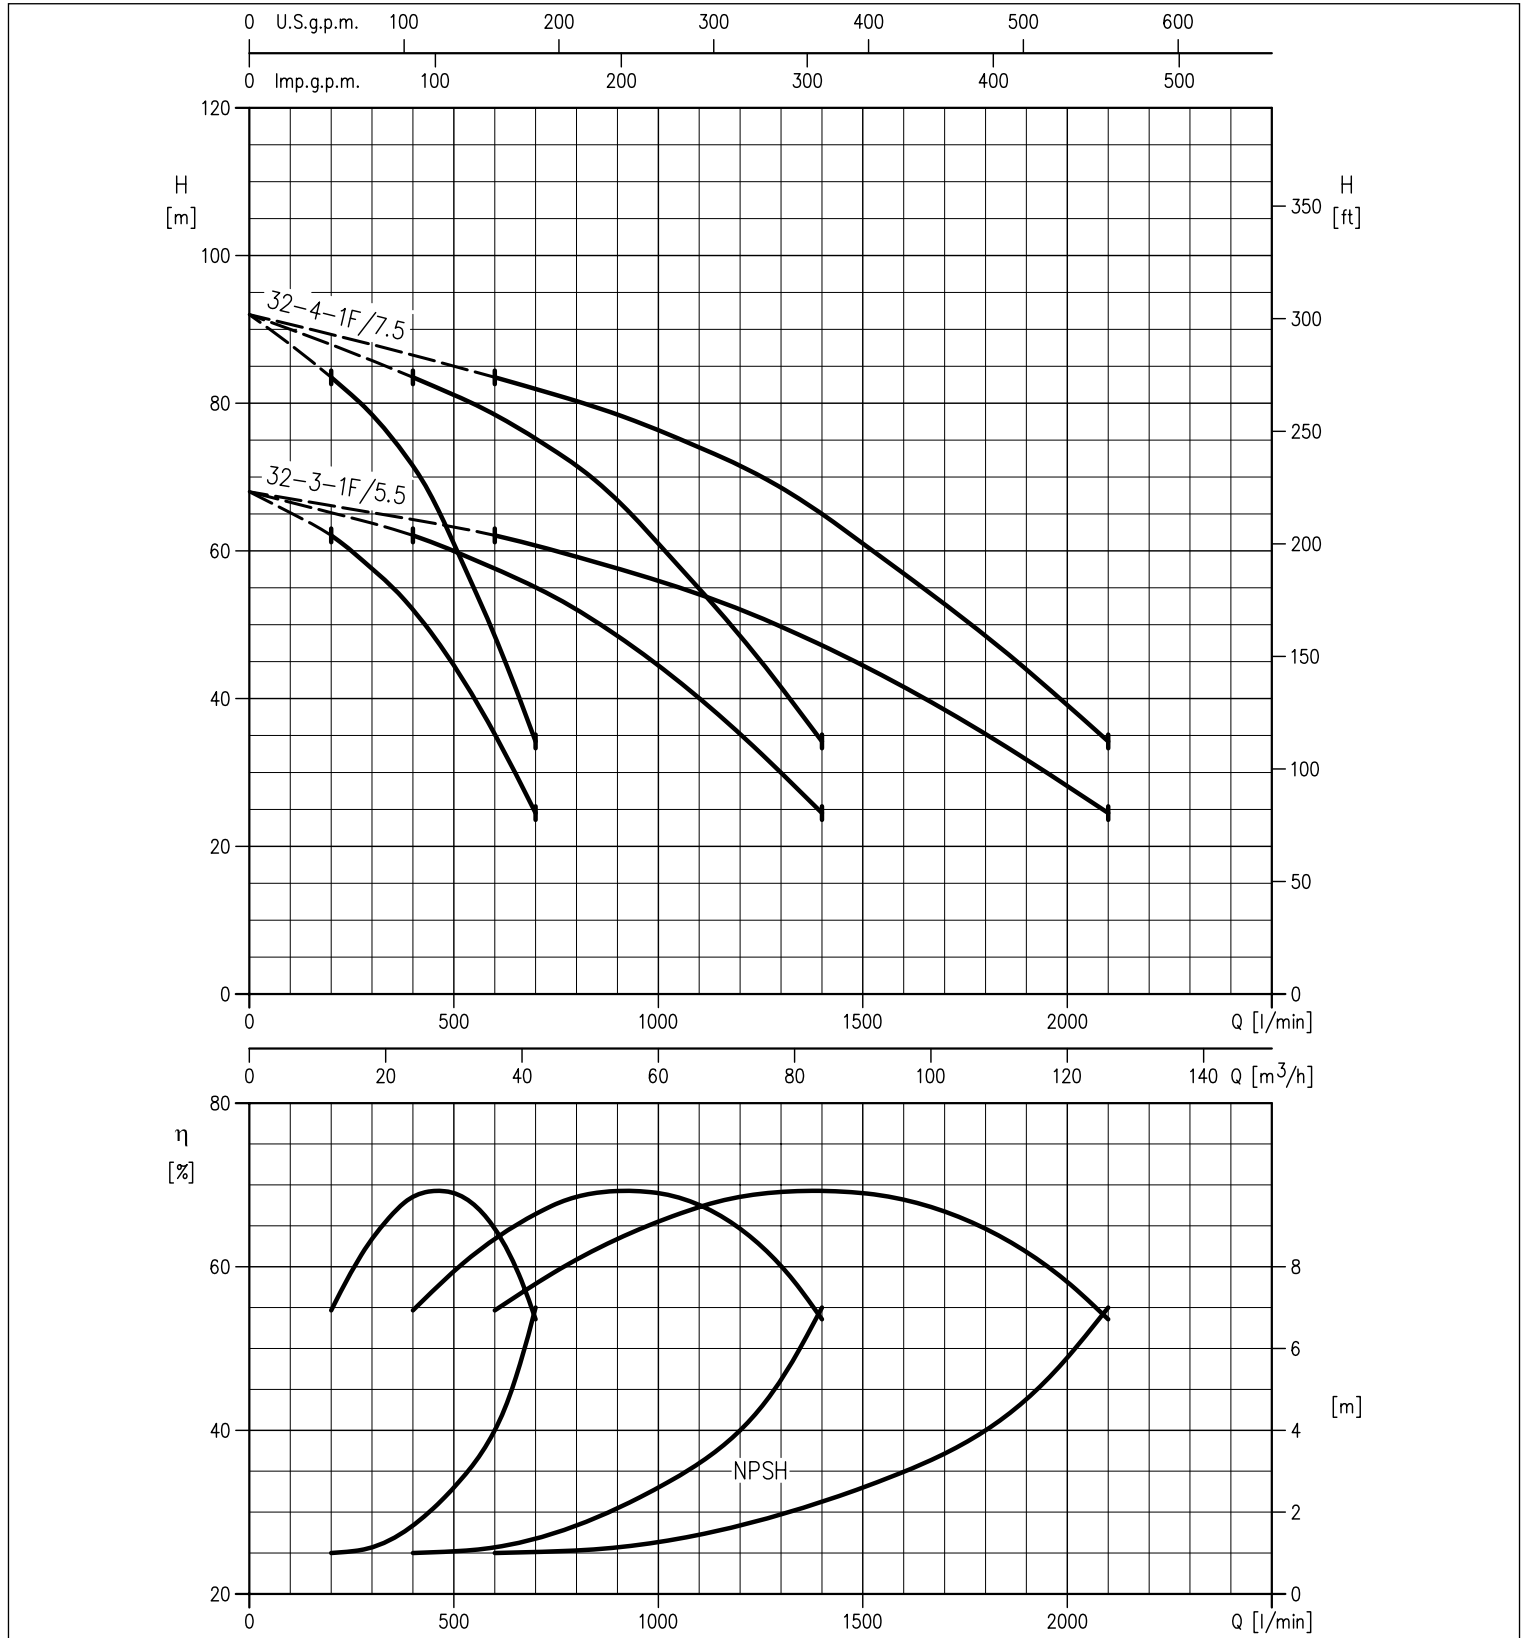 0 U.S.g.p.m. 100 200 300 400 500 600
0 Imp.g.p.m. 100 200 300 400 500
120
H
[m]
H
[ft]
350
100
32-4-1F/7.5
300
80
250
32-3-1F/5.5
60
200
150
40
100
20
50
0
0
0 500 1000 1500 2000 Q [l/min]
0 20 40 60 80 100 120 140 Q [m³/h]
80
η
[%]
60
8
6
[m]
40
4
NPSH
2
20
0
0 500 1000 1500 2000 Q [l/min]